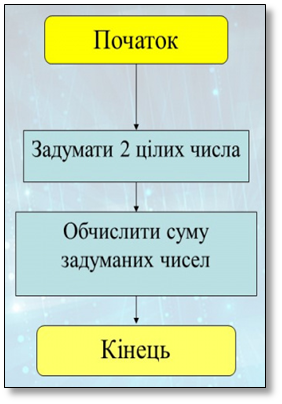 Початок
Задумати 2 цілих числа
Обчислити суму
задуманих чисел
Кінець